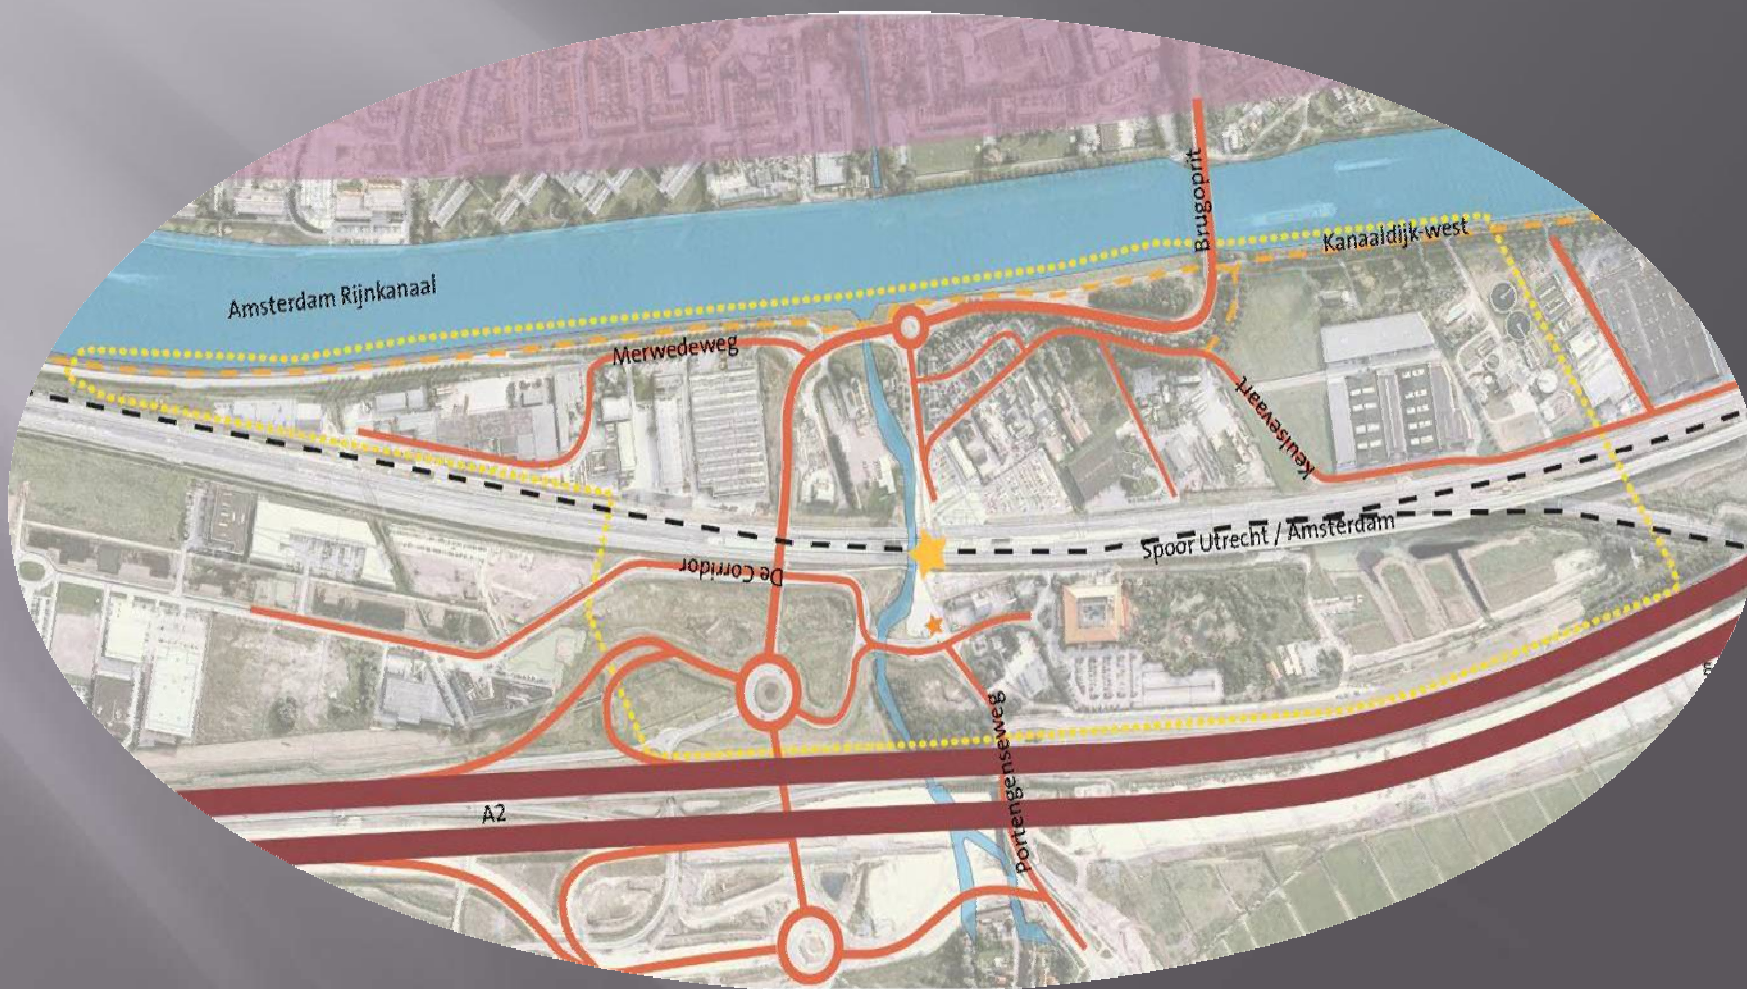 Brugoprit
Kanaaldijk-west
Amsterdam Rijnkanaal
Merwedeweg
Keulsevaart
Spoor Utrecht / Amsterdam
De Corridor
Portengenseweg
A2